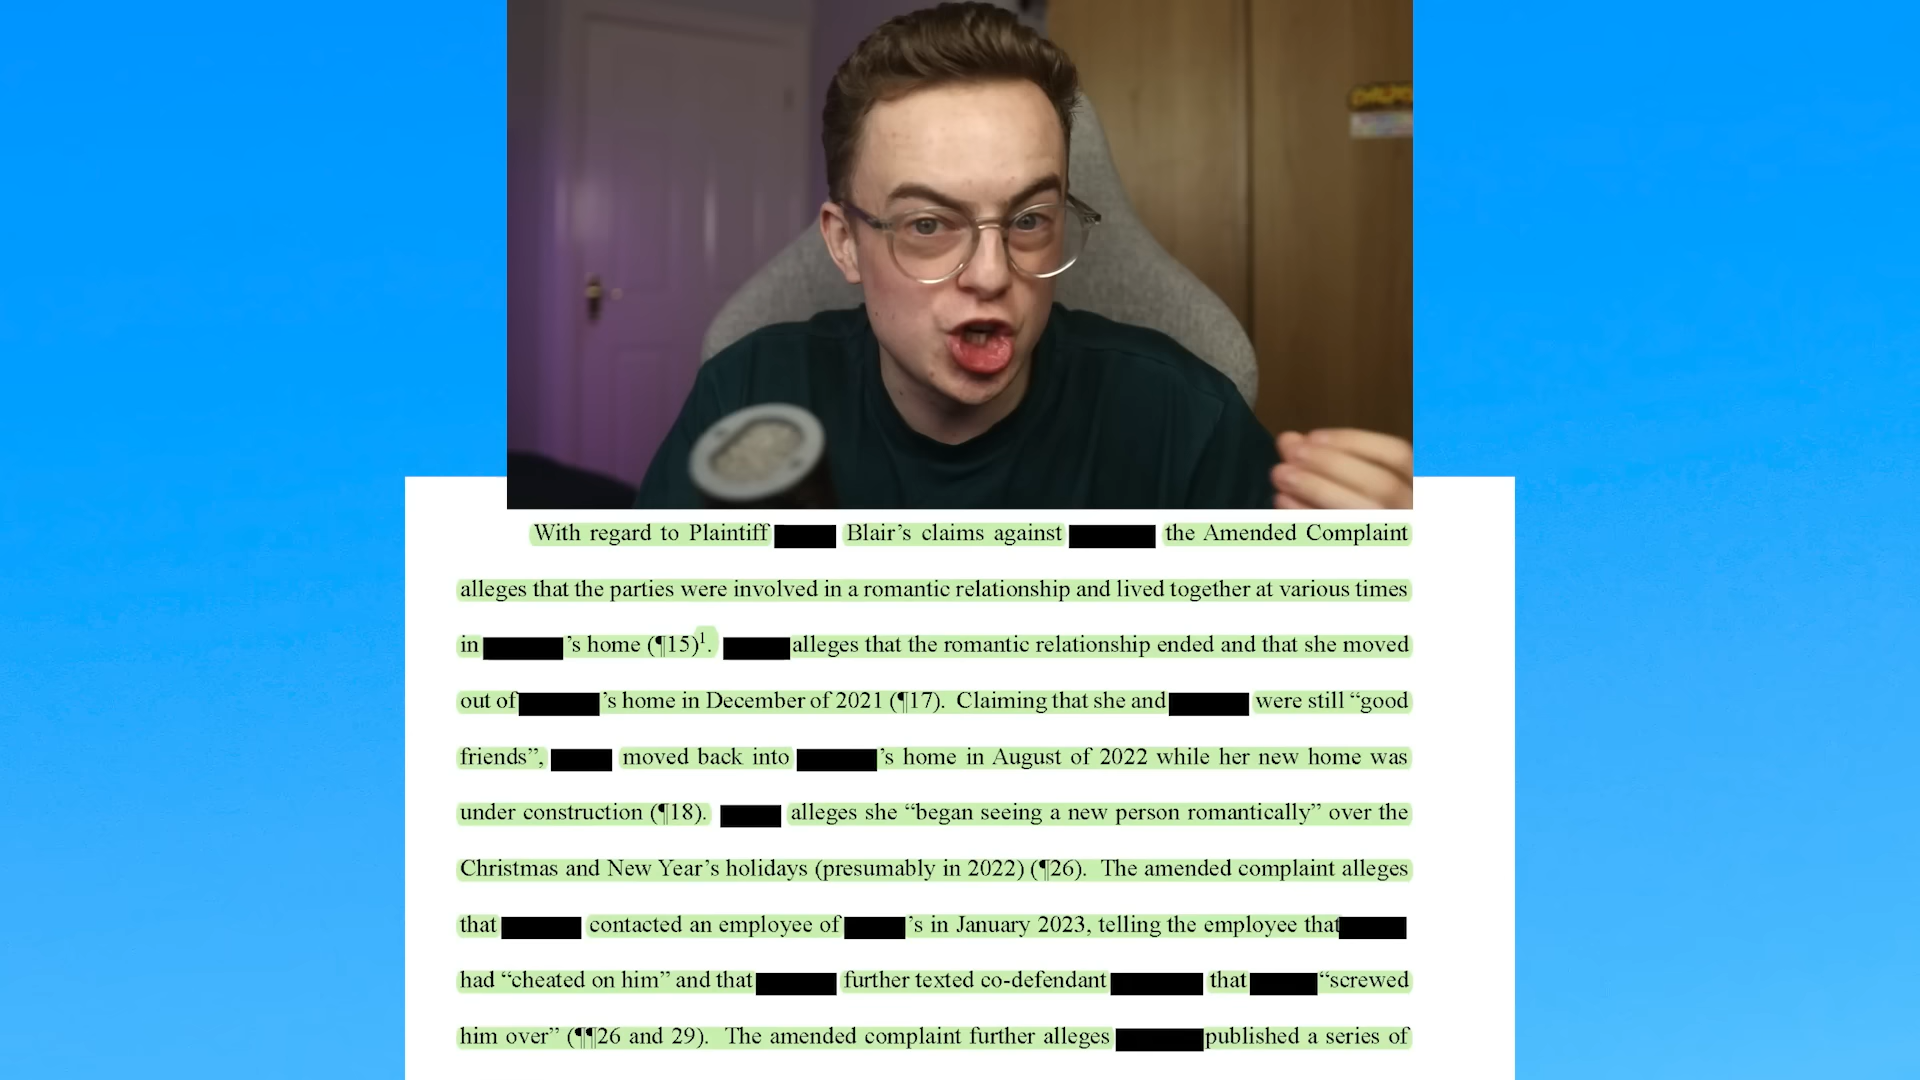 With regard to Plaintiff Blair's claims against the Amended Complaint
alleges that the parties were involved in a romantic relationship and lived together at various times
in 's home (¶15)¹. alleges that the romantic relationship ended and that she moved
out of 's home in December of 2021 (¶17). Claiming that she and were still “good
friends”, moved back into 's home in August of 2022 while her new home was
under construction (¶18). alleges she “began seeing a new person romantically” over the
Christmas and New Year's holidays (presumably in 2022) (¶26). The amended complaint alleges
that contacted an employee of 's in January 2023, telling the employee that
had “cheated on him” and that further texted co-defendant that “screwed
him over” (¶¶26 and 29). The amended complaint further alleges published a series of